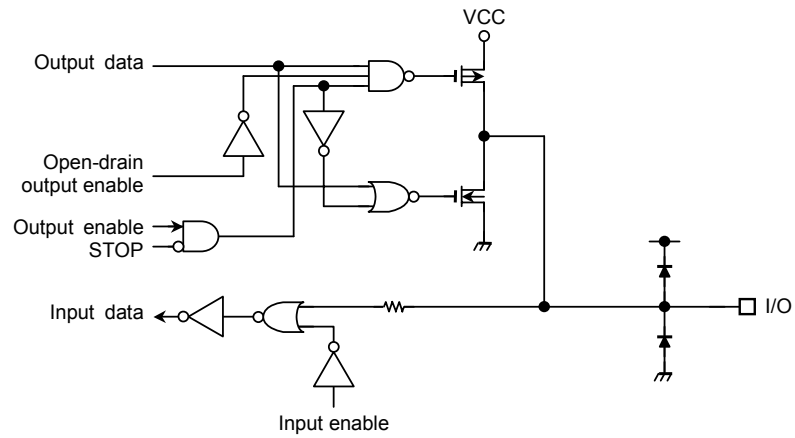 VCC
Output data
Open-drain
output enable
Output enable
STOP
Input data
I/O
Input enable